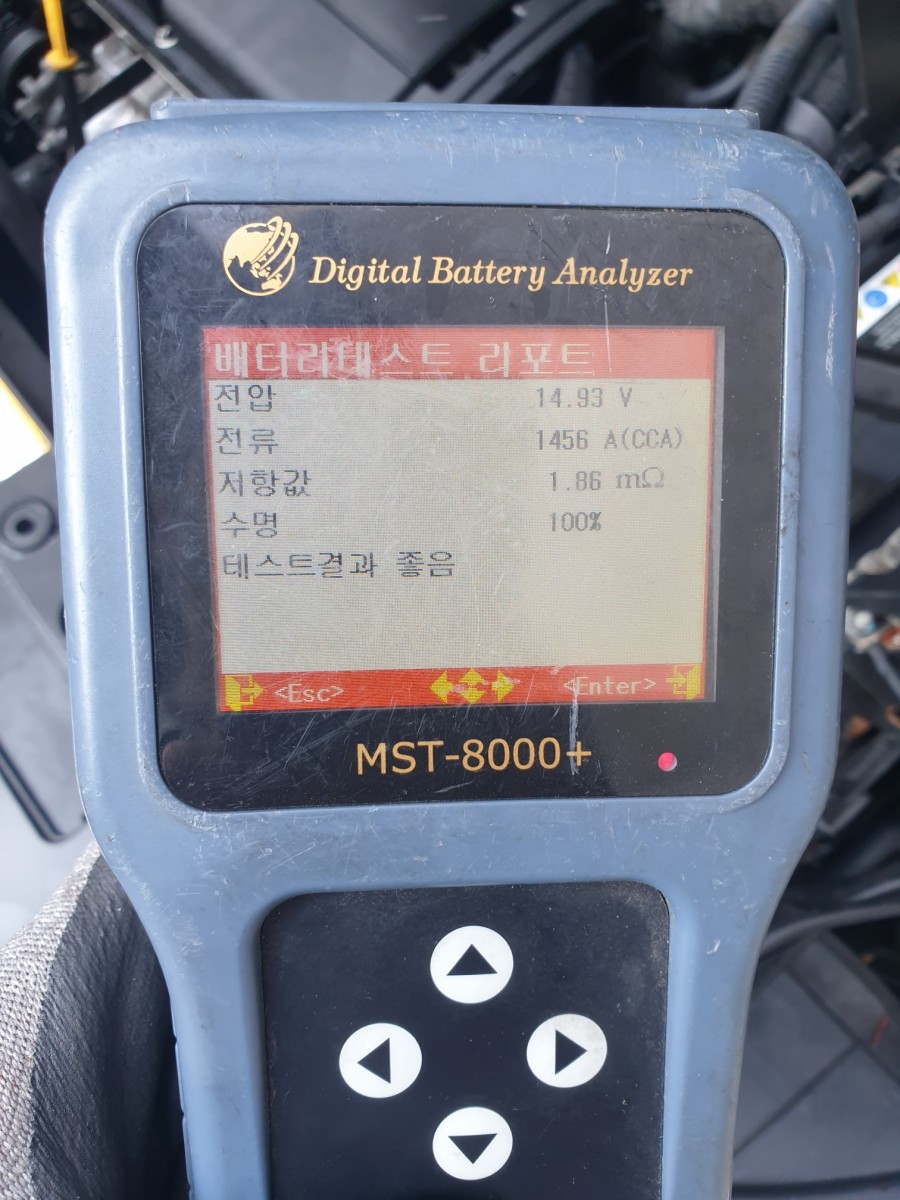 Digital Battery Analyzer
배터리테스트 리포트
전압 14.93 V
전류 1456 A(CCA)
저항값 1.86 mΩ
수명 100%
테스트결과 좋음
<Esc> <Enter>
MST-8000+